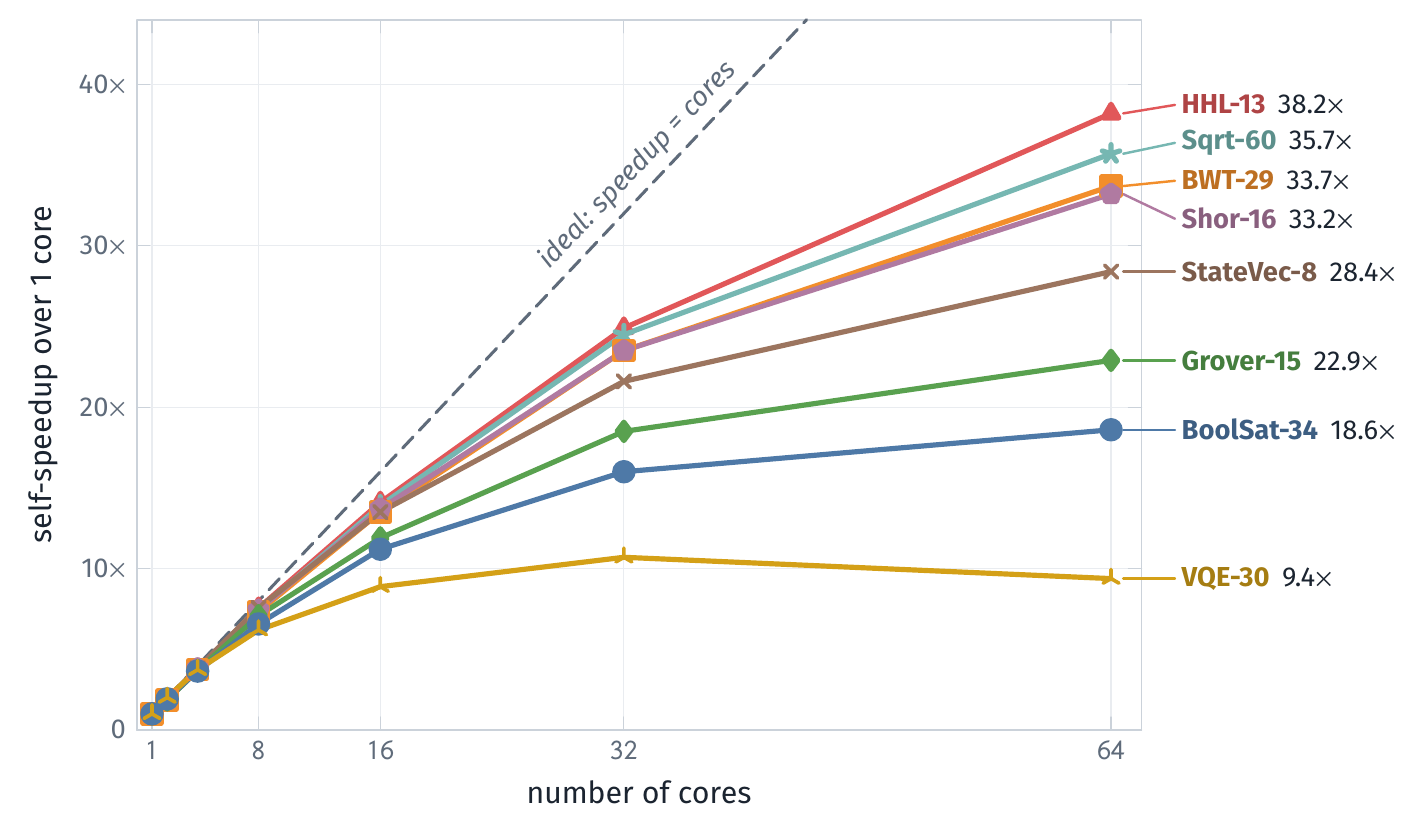 40×
30×
20×
10×
0
self-speedup over 1 core
ideal: speedup = cores
HHL-13 38.2×
Sqrt-60 35.7×
BWT-29 33.7×
Shor-16 33.2×
StateVec-8 28.4×
Grover-15 22.9×
BoolSat-34 18.6×
VQE-30 9.4×
1 8 16 32 64
number of cores